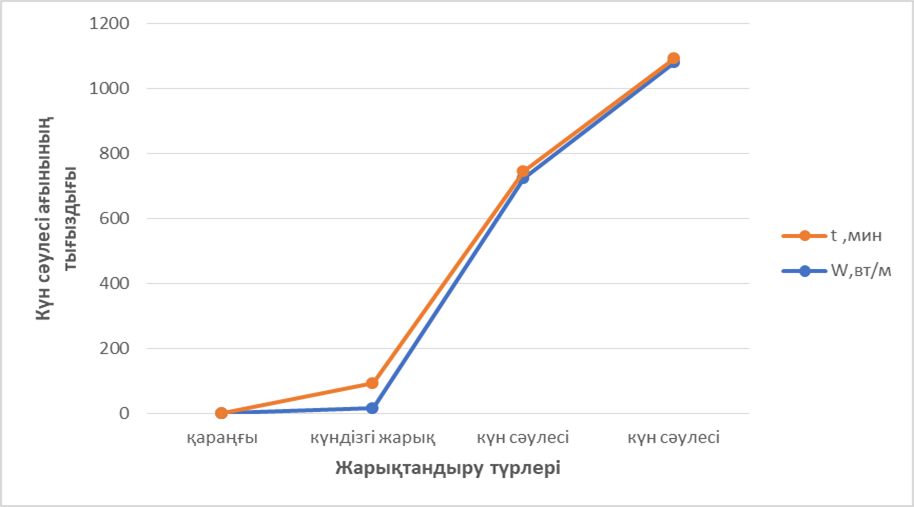 1200
1000
800
600
400
200
0
Күн сәулесі ағынының
тығыздығы
қараңғы
күндізгі жарық
күн сәулесі
күн сәулесі
Жарықтандыру түрлері
t ,мин
W,вт/м